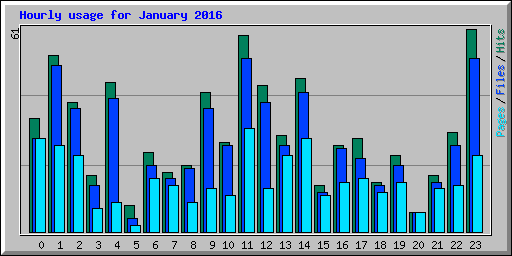 Hourly usage for January 2016
61
Pages/Files/Hits
0 1 2 3 4 5 6 7 8 9 10 11 12 13 14 15 16 17 18 19 20 21 22 23